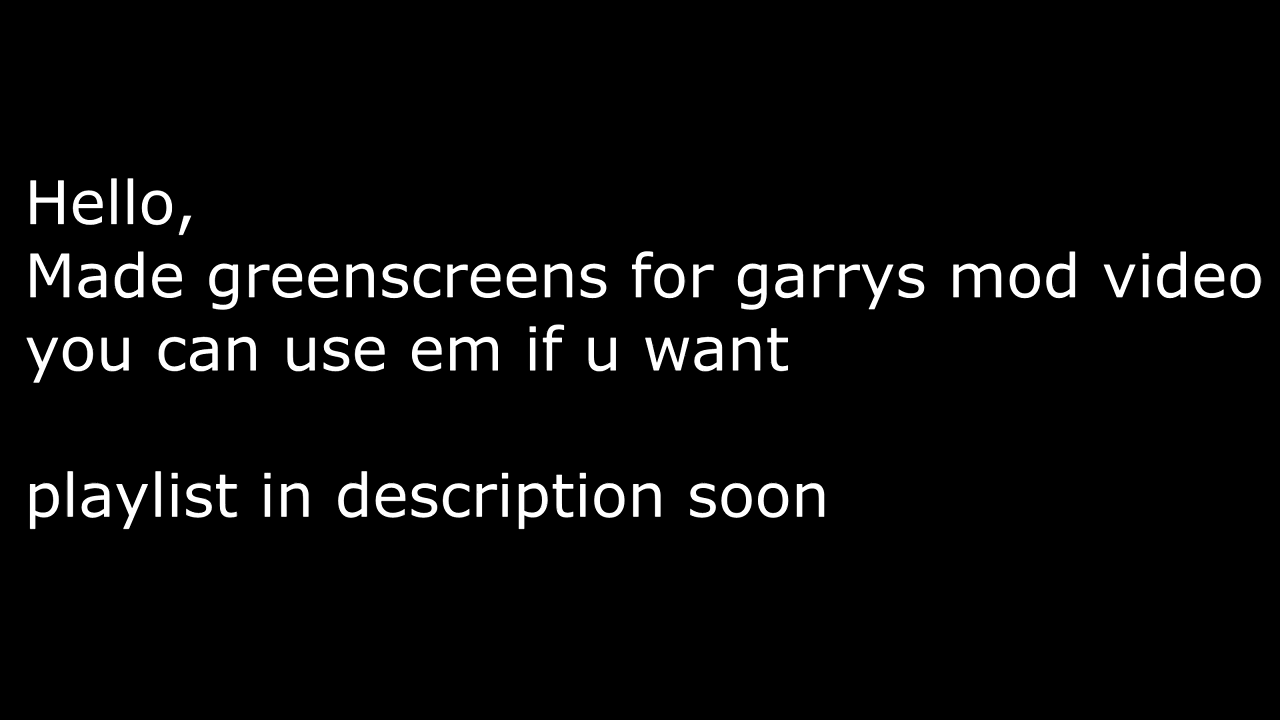 Hello,
Made greenscreens for garrys mod video
you can use em if u want
playlist in description soon